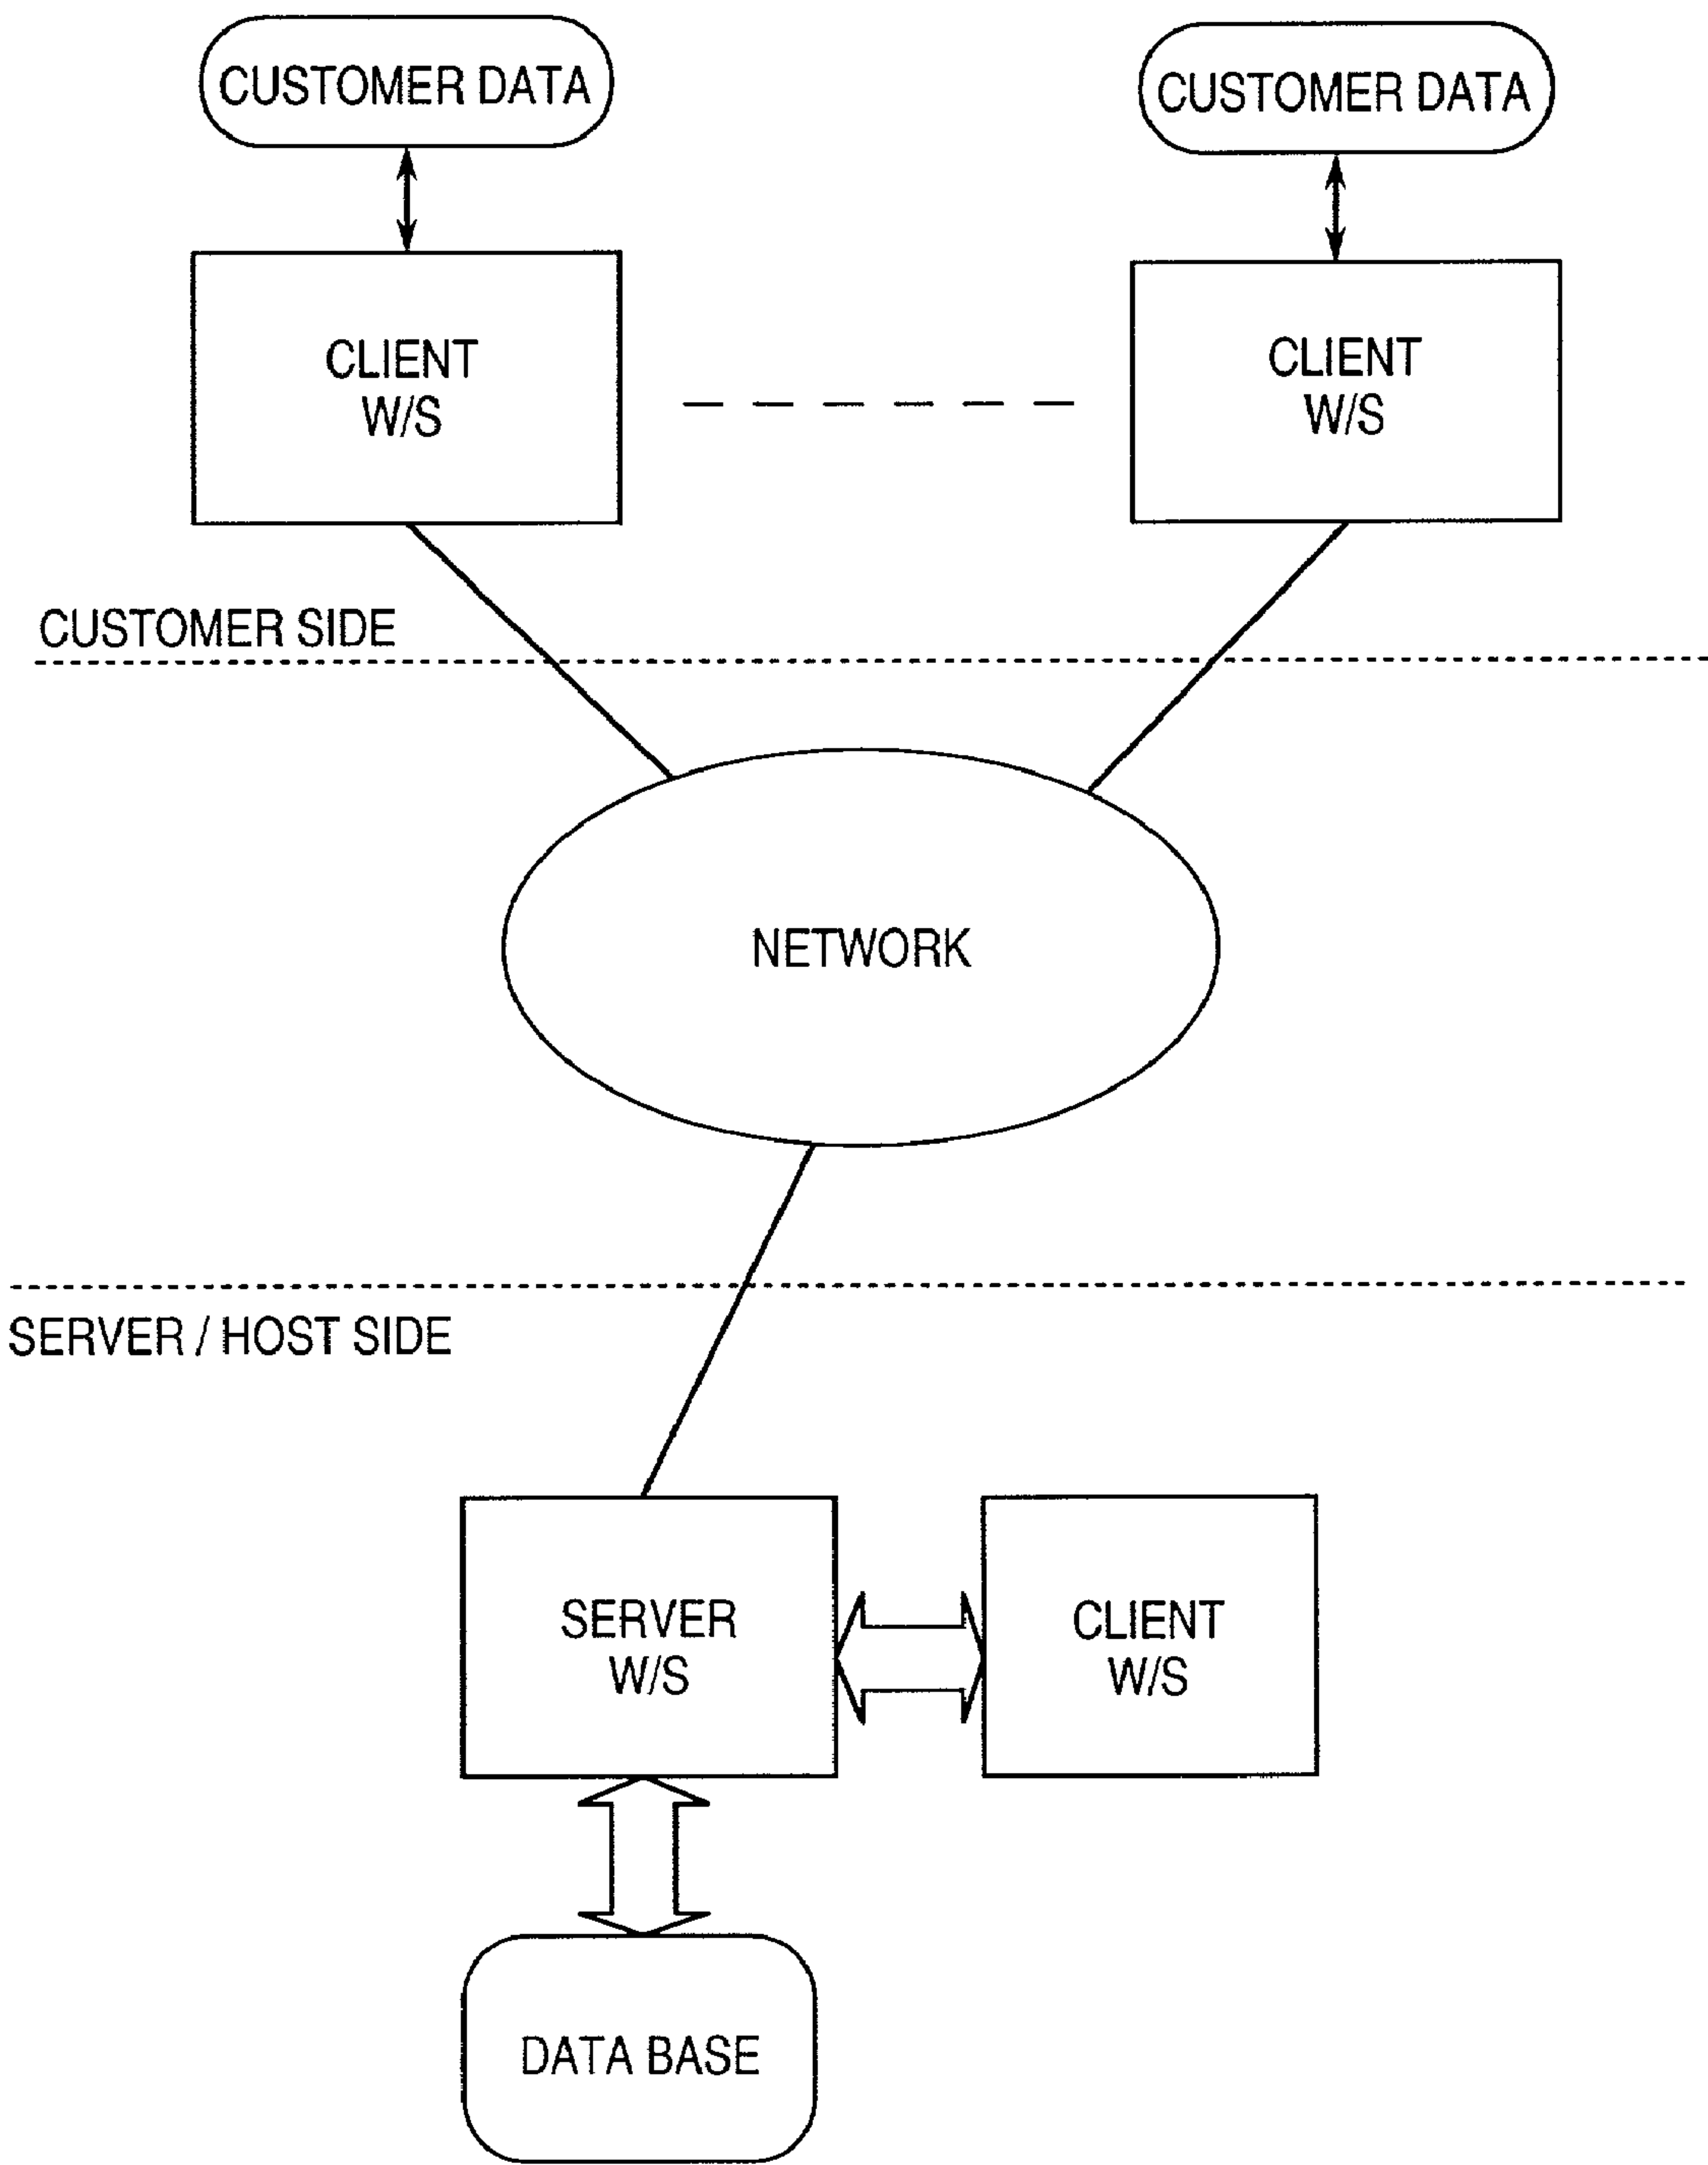 CUSTOMER DATA
CUSTOMER DATA
CLIENT
W/S
CLIENT
W/S
CUSTOMER SIDE
NETWORK
SERVER / HOST SIDE
SERVER
W/S
CLIENT
W/S
DATA BASE